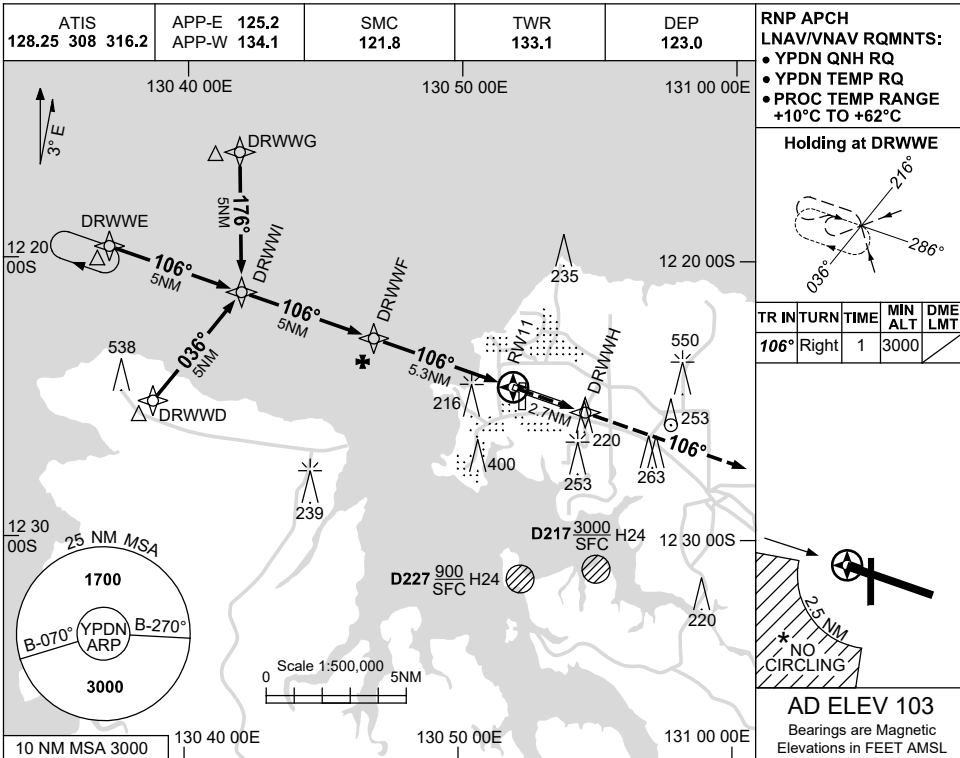 ATIS
128.25 308 316.2
APP-E 125.2
APP-W 134.1
SMC
121.8
TWR
133.1
DEP
123.0
RNP APCH
LNAV/VNAV RQMNTS:
• YPDN QNH RQ
• YPDN TEMP RQ
• PROC TEMP RANGE
+10°C TO +62°C
Holding at DRWWE
216°
286°
036°
TR IN TURN TIME MIN ALT DME LMT
106° Right 1 3000
130 40 00E
130 50 00E
131 00 00E
3° E
DRWWG
176°
5NM
DRWWE
106°
5NM
DRWWI
12 20
00S
12 20 00S
106°
5NM
DRWWF
235
036°
5NM
538
DRWWD
106°
5.3NM
RW11
DRWWH
550
216
2.7NM
220
253
106°
400
253
263
239
12 30
00S
12 30 00S
D217 3000 H24
SFC
D227 900 H24
SFC
220
25 NM MSA
1700
B-070°
YPDN
ARP
B-270°
3000
Scale 1:500,000
0 5NM
2.5 NM
* NO
CIRCLING
130 40 00E
130 50 00E
131 00 00E
10 NM MSA 3000
AD ELEV 103
Bearings are Magnetic
Elevations in FEET AMSL